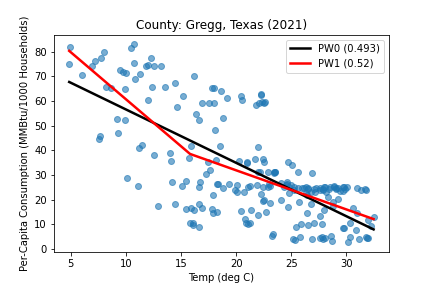 County: Gregg, Texas (2021)
Per-Capita Consumption (MMBtu/1000 Households)
80
70
60
50
40
30
20
10
0
PW0 (0.493)
PW1 (0.52)
5 10 15 20 25 30
Temp (deg C)